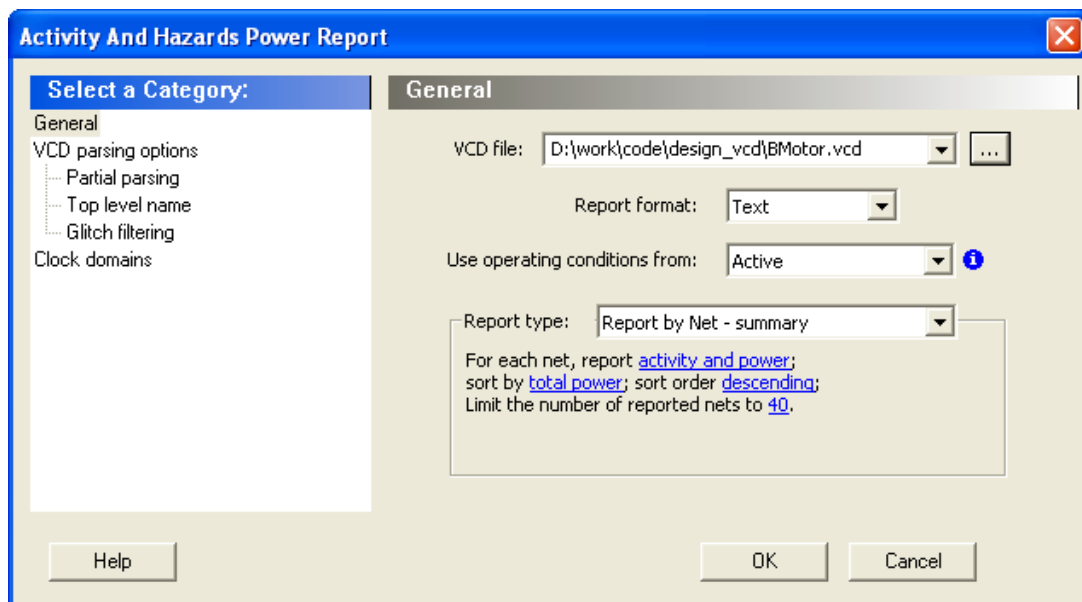 Activity And Hazards Power Report
Select a Category:
General
VCD parsing options
Partial parsing
Top level name
Glitch filtering
Clock domains
General
VCD file: D:\work\code\design_vcd\BMotor.vcd ...
Report format: Text
Use operating conditions from: Active
Report type: Report by Net - summary
For each net, report activity and power;
sort by total power; sort order descending;
Limit the number of reported nets to 40.
Help OK Cancel